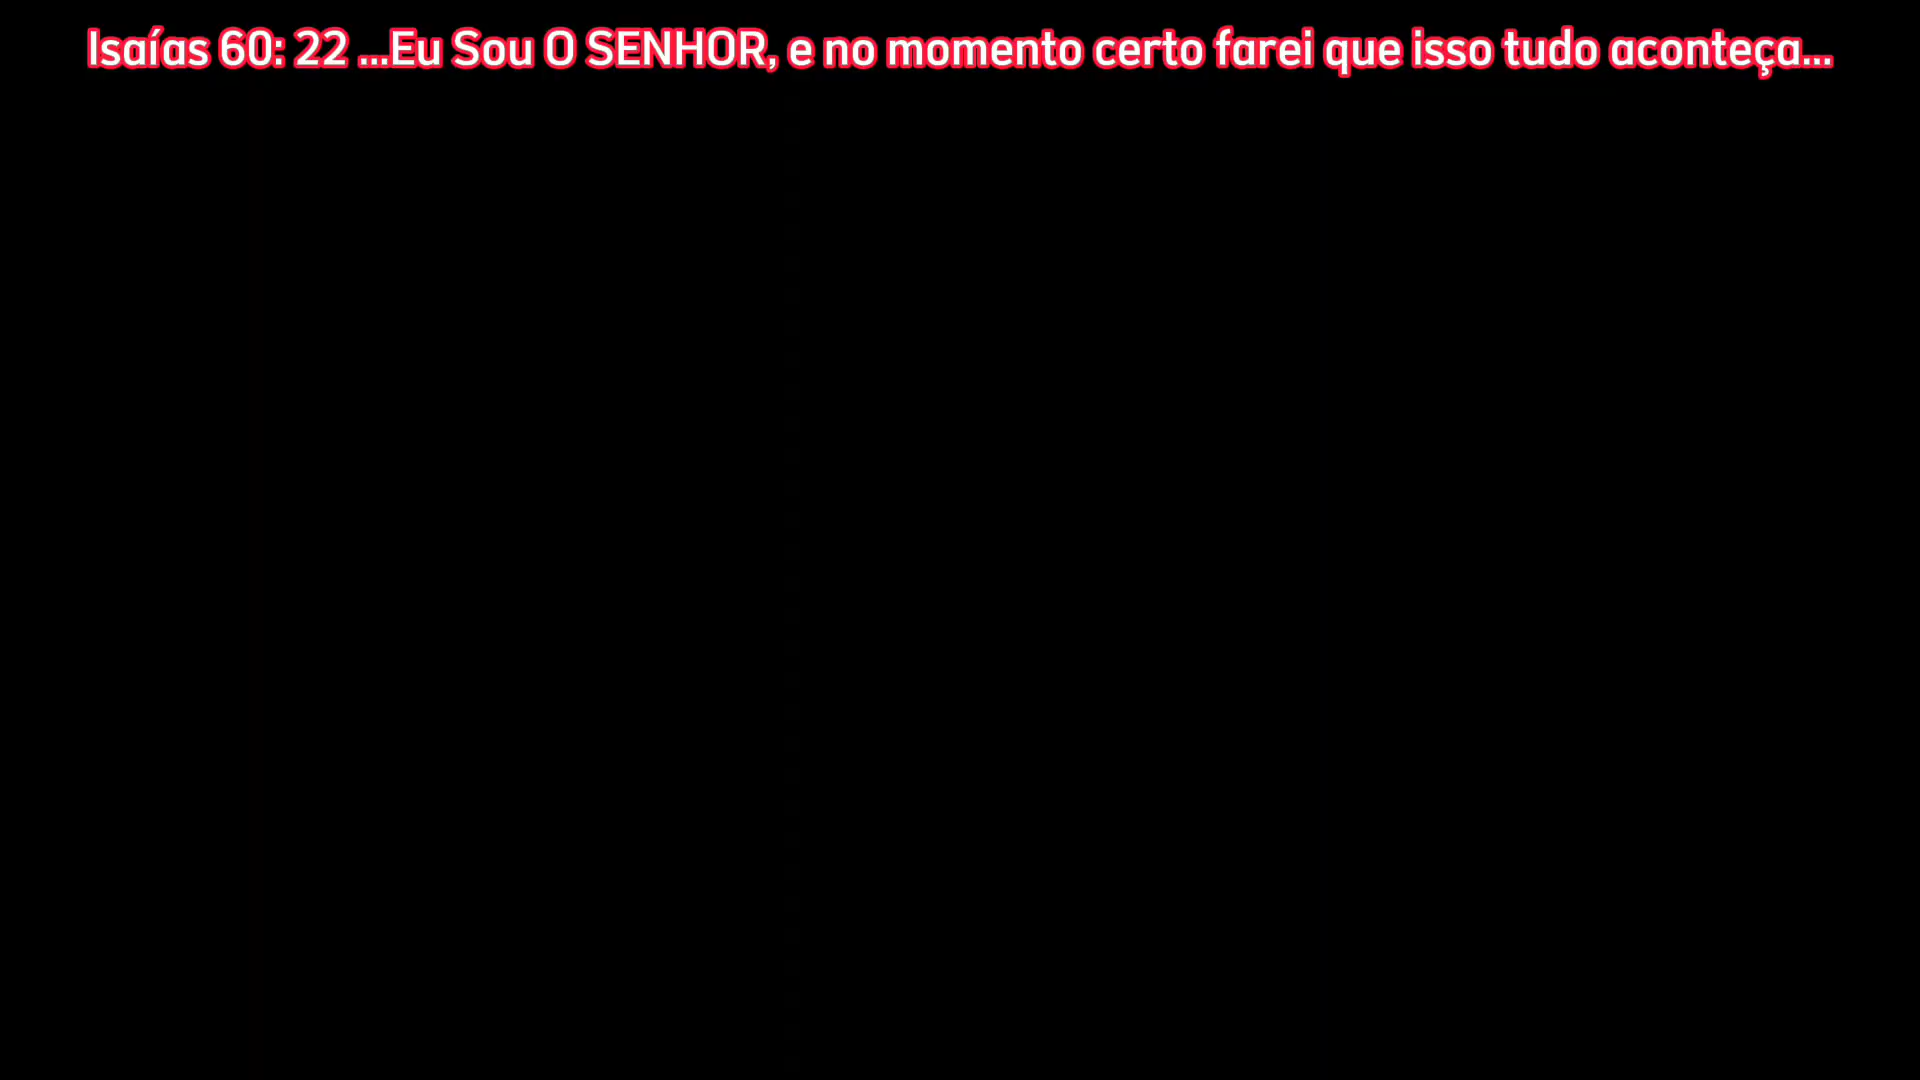 Isaías 60: 22 ...Eu Sou O SENHOR, e no momento certo farei que isso tudo aconteça...